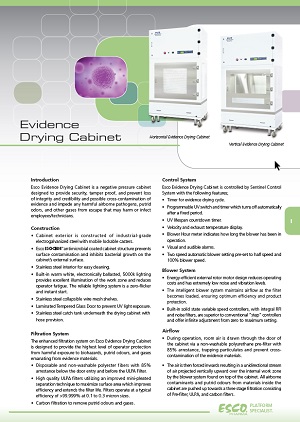 Evidence
Drying Cabinet
Horizontal Evidence Drying Cabinet
Vertical Evidence Drying Cabinet
Introduction
Esco Evidence Drying Cabinet is a negative pressure cabinet
designed to provide security, tamper proof, and prevent loss
of integrity and credibility and possible cross-contamination of
evidence and impede any harmful airborne pathogens, putrid
odors, and other gases from escape that may harm or infect
employees/technicians.
Construction
• Cabinet exterior is constructed of industrial-grade
electrogalvanized steel with mobile lockable casters.
• Esco ISOCIDE™ antimicrobial coated cabinet structure prevents
surface contamination and inhibits bacterial growth on the
cabinet's external surface.
• Stainless steel interior for easy cleaning.
• Built-in warm white, electronically ballasted, 5000k lighting
provides excellent illumination of the work zone and reduces
operator fatigue. The reliable lighting system is a zero-flicker
and instant start.
• Laminated Tempered Glass Door to prevent UV light exposure.
• Stainless steel collapsible wire mesh shelves.
• Stainless steel catch tank underneath the drying cabinet with
hose provision.
Filtration System
The enhanced filtration system on Esco Evidence Drying Cabinet
is designed to provide the highest level of operator protection
from harmful exposure to biohazards, putrid odours, and gases
emanating from evidence materials.
• Disposable and non-woven polyester fibers with 85%
arrestance below the door entry and before the ULPA filter.
• High quality ULPA filters utilizing an improved mini-pleated
separation technique to maximize surface area which improves
efficiency and extends the filter life. Filters operate at a typical
efficiency of >99.999% at 0.1 to 0.3 micron sizes.
• Carbon filtration to remove putrid odours and gases.
Control System
Esco Evidence Drying Cabinet is controlled by Sentinel Control
System with the following features;
• Timer for evidence drying cycle.
• Programmable UV switch and timer which turns off automatically
after a fixed period.
• UV lifespan countdown timer.
• Velocity and exhaust temperature display.
• Blower Hour meter indicates how long the blower has been in
operation.
• Visual and audible alarms.
• Two speed automatic blower setting pre-set to half speed and
100% blower speed.
Blower System
• Energy-efficient external rotor motor design reduces operating
costs and has extremely low noise and vibration levels.
• The intelligent blower system maintains airflow as the filter
becomes loaded, ensuring optimum efficiency and product
protection.
• Built-in solid state variable speed controllers, with integral RFI
and noise filters, are superior to conventional "step" controllers
and offer infinite adjustment from zero to maximum setting.
Airflow
• During operation, room air is drawn through the door of
the cabinet via a non-washable polyester/nano pre-filter with
85% arrestance, trapping particulates and prevent cross-
contamination of the evidence materials.
• The air is then forced inwards resulting in a unidirectional stream
of air projected vertically upward over the internal work zone
by the blower system found on top of the cabinet. All airborne
contaminants and putrid odours from materials inside the
cabinet are pushed up towards a three stage filtration consisting
of Pre-filter, ULPA, and carbon filters.
1
ESCO
PLATFORM
SPECIALIST